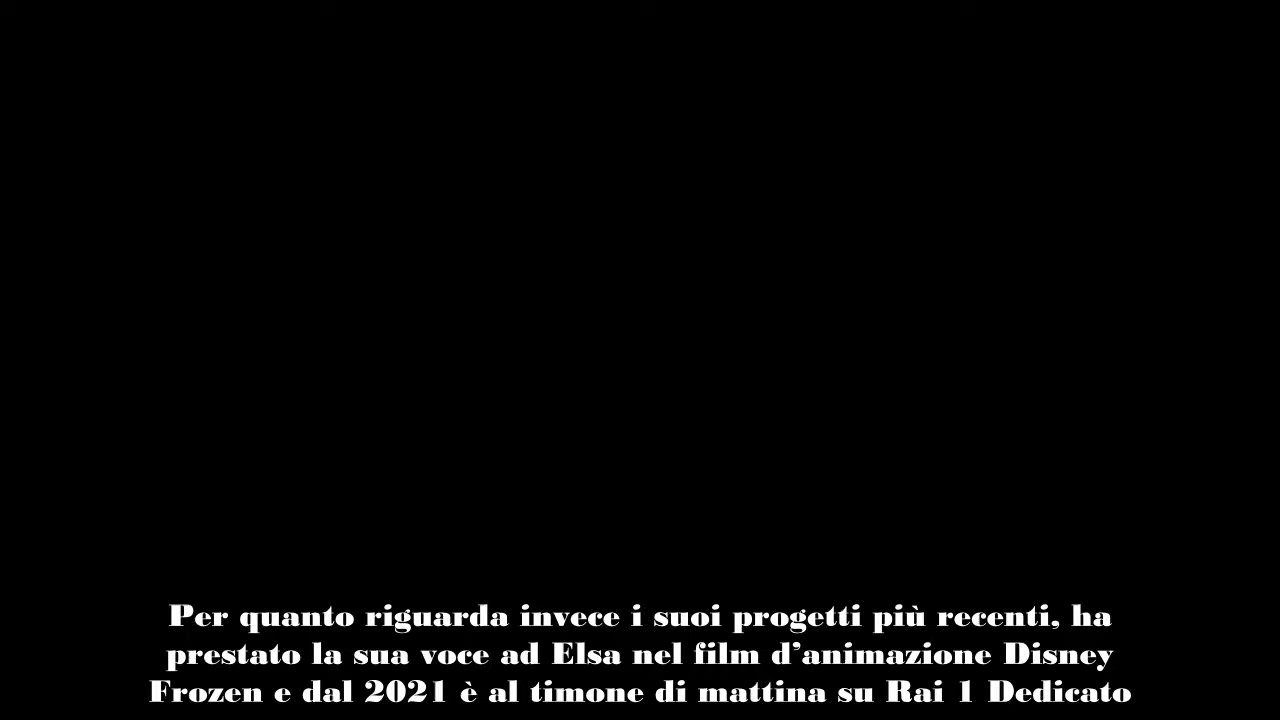 Per quanto riguarda invece i suoi progetti più recenti, ha
prestato la sua voce ad Elsa nel film d’animazione Disney
Frozen e dal 2021 è al timone di mattina su Rai 1 Dedicato